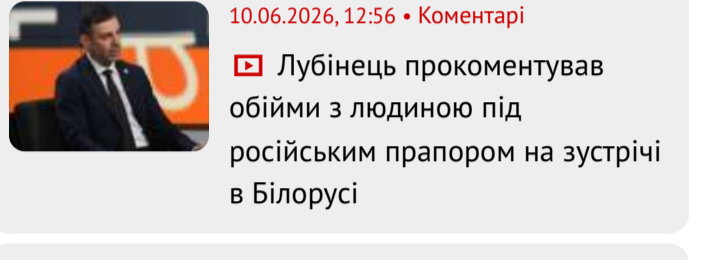 10.06.2026, 12:56 • Коментарі
Лубінець прокоментував
обійми з людиною під
російським прапором на зустрічі
в Білорусі